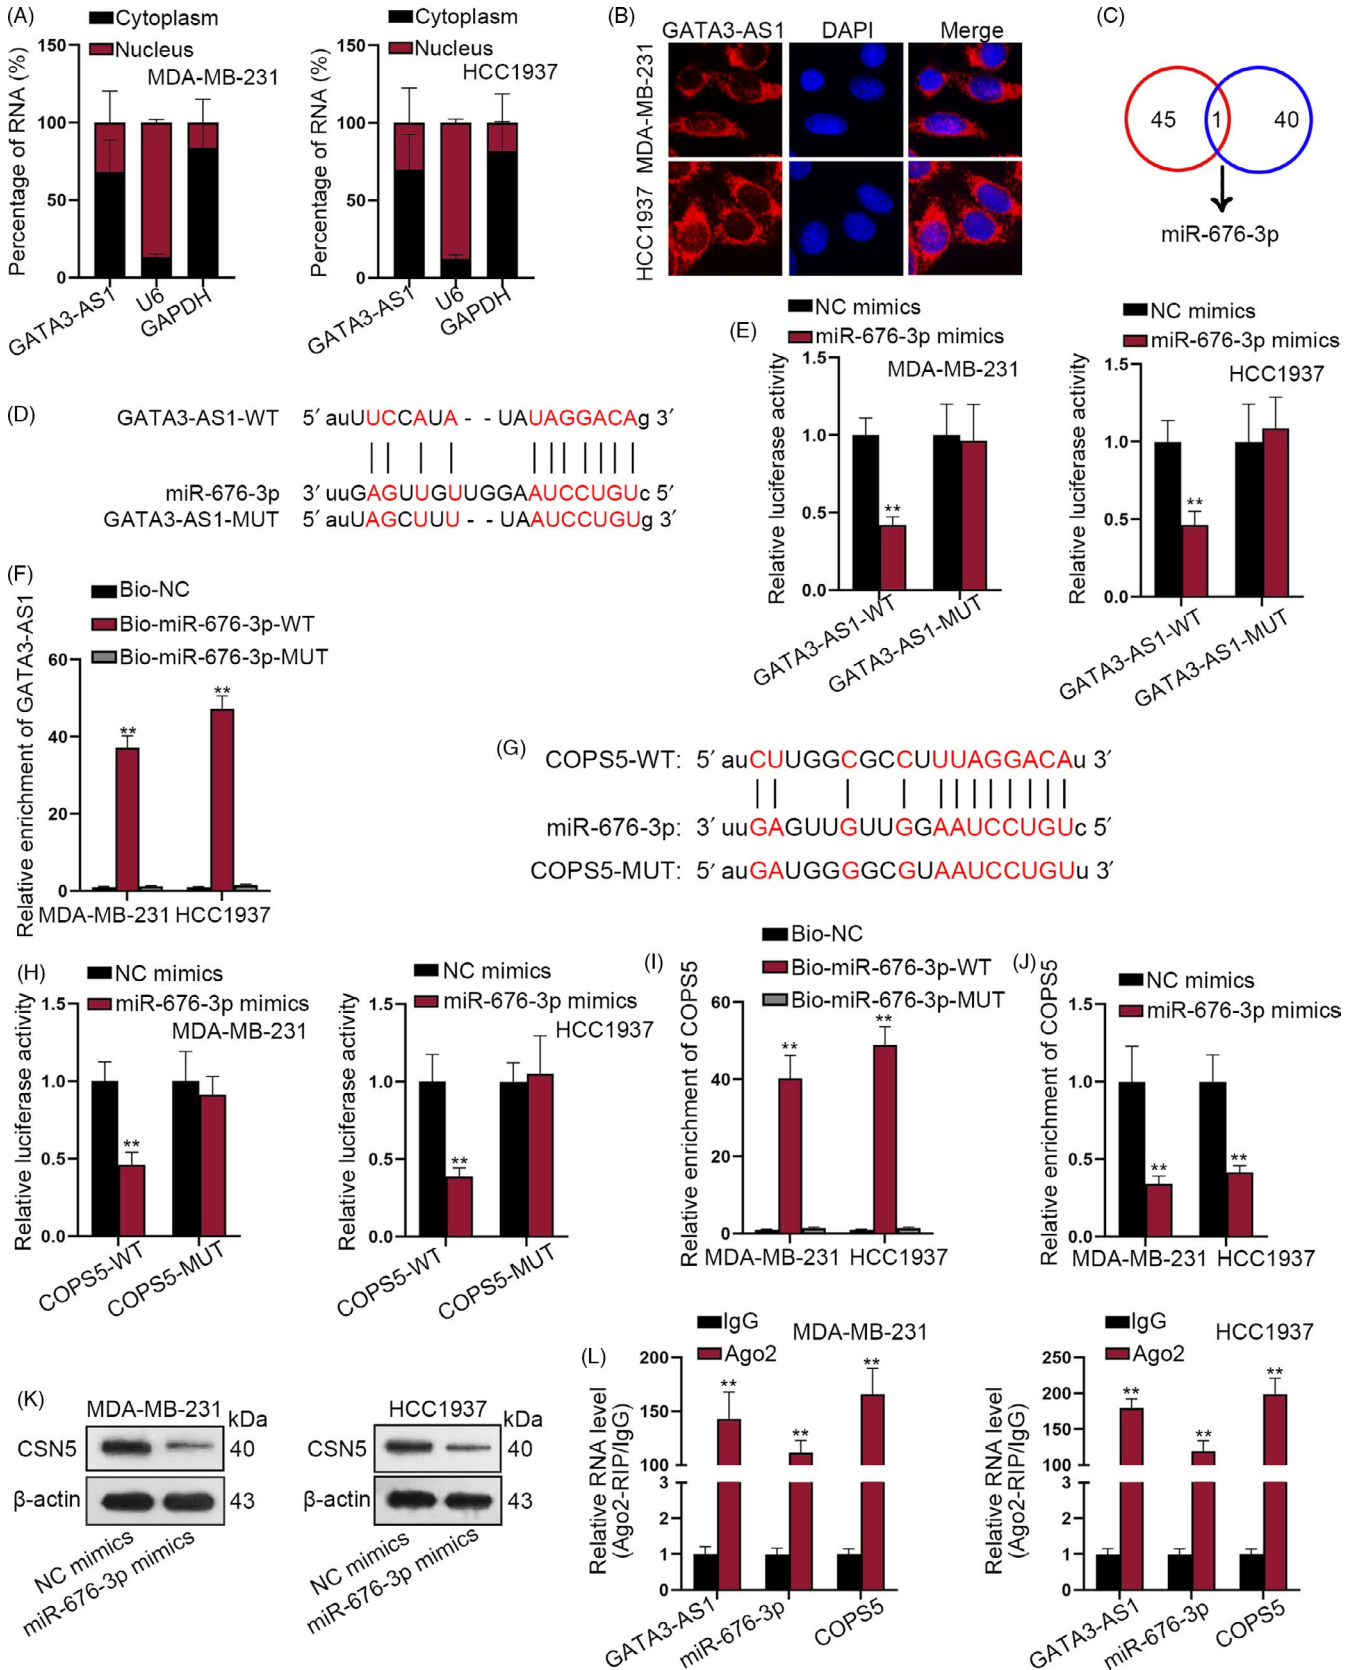 (A)
Cytoplasm
Nucleus
MDA-MB-231
Percentage of RNA (%)
150
100
50
0
GATA3-AS1
U6
GAPDH
Cytoplasm
Nucleus
HCC1937
Percentage of RNA (%)
150
100
50
0
GATA3-AS1
U6
GAPDH
(B)
GATA3-AS1 DAPI Merge
MDA-MB-231
HCC1937
(C)
45 1 40
miR-676-3p
(D)
GATA3-AS1-WT 5′ auUUCCAUA - - UAUAGGACAg 3′
miR-676-3p 3′ uuGAGUUGUUGGAAUCCUGUc 5′
GATA3-AS1-MUT 5′ auUAGCUUU - - UAAUCCUGUg 3′
(E)
NC mimics
miR-676-3p mimics
MDA-MB-231
Relative luciferase activity
1.5
1.0
0.5
0.0
**
GATA3-AS1-WT
GATA3-AS1-MUT
NC mimics
miR-676-3p mimics
HCC1937
Relative luciferase activity
1.5
1.0
0.5
0.0
**
GATA3-AS1-WT
GATA3-AS1-MUT
(F)
Bio-NC
Bio-miR-676-3p-WT
Bio-miR-676-3p-MUT
Relative enrichment of GATA3-AS1
60
40
20
0
**
**
MDA-MB-231 HCC1937
(G)
COPS5-WT: 5′ auCUUGGCGCCUUUAGGACAu 3′
miR-676-3p: 3′ uuGAGUUGUUGGAAUCCUGUc 5′
COPS5-MUT: 5′ auGAUGGGGCGUAAUCCUGUu 3′
(H)
NC mimics
miR-676-3p mimics
MDA-MB-231
Relative luciferase activity
1.5
1.0
0.5
0.0
**
COPS5-WT
COPS5-MUT
NC mimics
miR-676-3p mimics
HCC1937
Relative luciferase activity
1.5
1.0
0.5
0.0
**
COPS5-WT
COPS5-MUT
(I)
Bio-NC
Bio-miR-676-3p-WT
Bio-miR-676-3p-MUT
Relative enrichment of COPS5
60
40
20
0
**
**
MDA-MB-231 HCC1937
(J)
NC mimics
miR-676-3p mimics
Relative enrichment of COPS5
1.5
1.0
0.5
0.0
**
**
MDA-MB-231 HCC1937
(K)
MDA-MB-231 kDa
CSN5 40
β-actin 43
NC mimics
miR-676-3p mimics
HCC1937 kDa
CSN5 40
β-actin 43
NC mimics
miR-676-3p mimics
(L)
IgG
Ago2
MDA-MB-231
Relative RNA level
(Ago2-RIP/IgG)
200
150
100
3
2
1
0
**
**
**
GATA3-AS1
miR-676-3p
COPS5
IgG
Ago2
HCC1937
Relative RNA level
(Ago2-RIP/IgG)
250
200
150
100
3
2
1
0
**
**
**
GATA3-AS1
miR-676-3p
COPS5